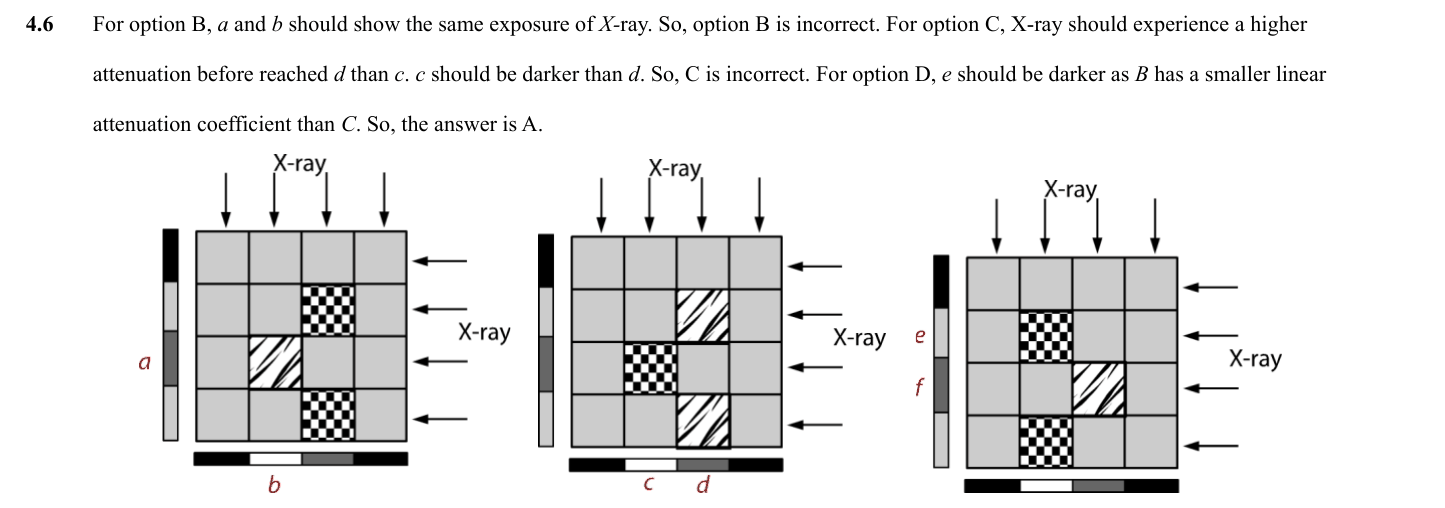 4.6 For option B, a and b should show the same exposure of X-ray. So, option B is incorrect. For option C, X-ray should experience a higher
attenuation before reached d than c. c should be darker than d. So, C is incorrect. For option D, e should be darker as B has a smaller linear
attenuation coefficient than C. So, the answer is A.
X-ray
X-ray
a
b
X-ray
X-ray
c d
X-ray
X-ray
e
f